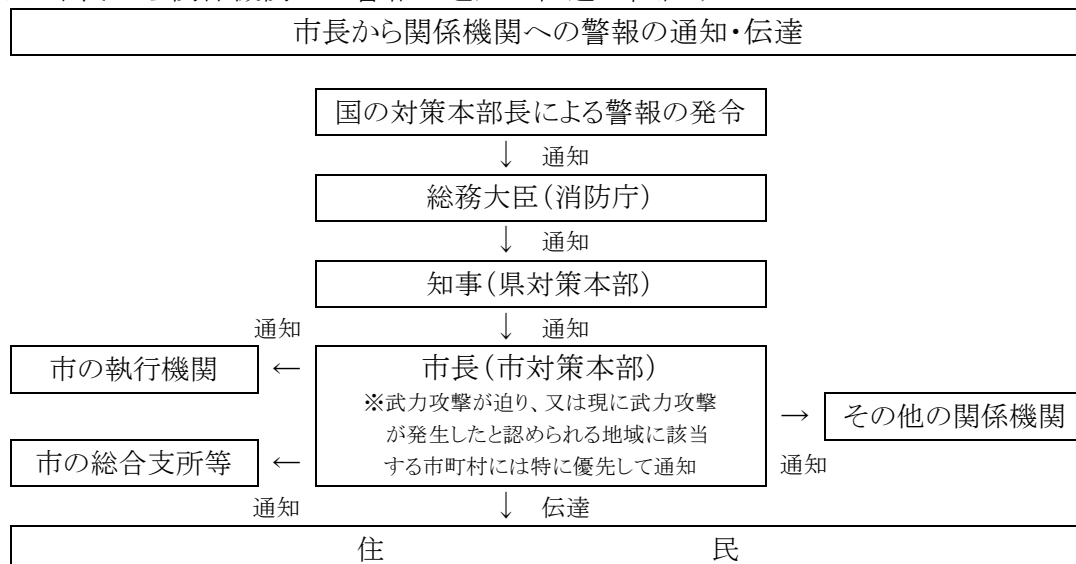 市長から関係機関への警報の通知・伝達
国の対策本部長による警報の発令
↓ 通知
総務大臣(消防庁)
↓ 通知
知事(県対策本部)
通知
↓ 通知
市の執行機関
←
市長(市対策本部)
※武力攻撃が迫り、又は現に武力攻撃
が発生したと認められる地域に該当
する市町村には特に優先して通知
→
その他の関係機関
市の総合支所等
←
通知
通知
↓ 伝達
住 民